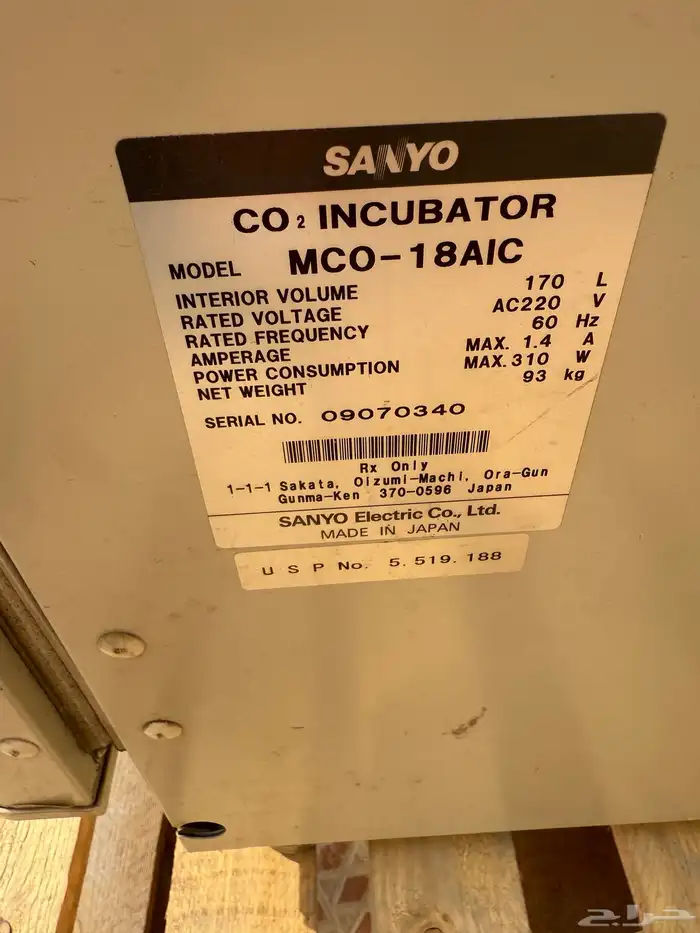 SANYO
CO₂ INCUBATOR
MODEL MCO-18AIC
INTERIOR VOLUME 170 L
RATED VOLTAGE AC220 V
RATED FREQUENCY 60 Hz
AMPERAGE MAX. 1.4 A
POWER CONSUMPTION MAX. 310 W
NET WEIGHT 93 kg
SERIAL NO. 09070340
Rx Only
1-1-1 Sakata, Oizumi-Machi, Ora-Gun
Gunma-Ken 370-0596 Japan
SANYO Electric Co., Ltd.
MADE IN JAPAN
U S P No. 5.519.188
حراج